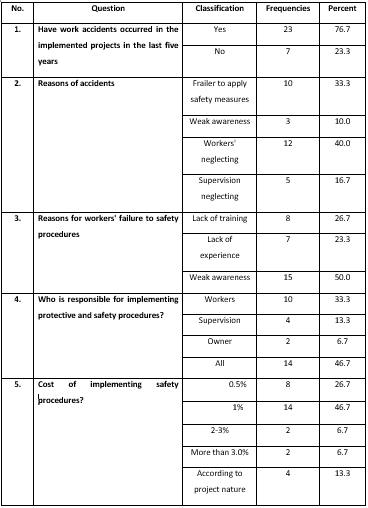 No. Question Classification Frequencies Percent
1. Have work accidents occurred in the Yes 23 76.7
implemented projects in the last five No 7 23.3
years
2. Reasons of accidents Frailer to apply 10 33.3
safety measures
Weak awareness 3 10.0
Workers' 12 40.0
neglecting
Supervision 5 16.7
neglecting
3. Reasons for workers' failure to safety Lack of training 8 26.7
procedures Lack of 7 23.3
experience
Weak awareness 15 50.0
4. Who is responsible for implementing Workers 10 33.3
protective and safety procedures? Supervision 4 13.3
Owner 2 6.7
All 14 46.7
5. Cost of implementing safety 0.5% 8 26.7
procedures? 1% 14 46.7
2-3% 2 6.7
More than 3.0% 2 6.7
According to 4 13.3
project nature